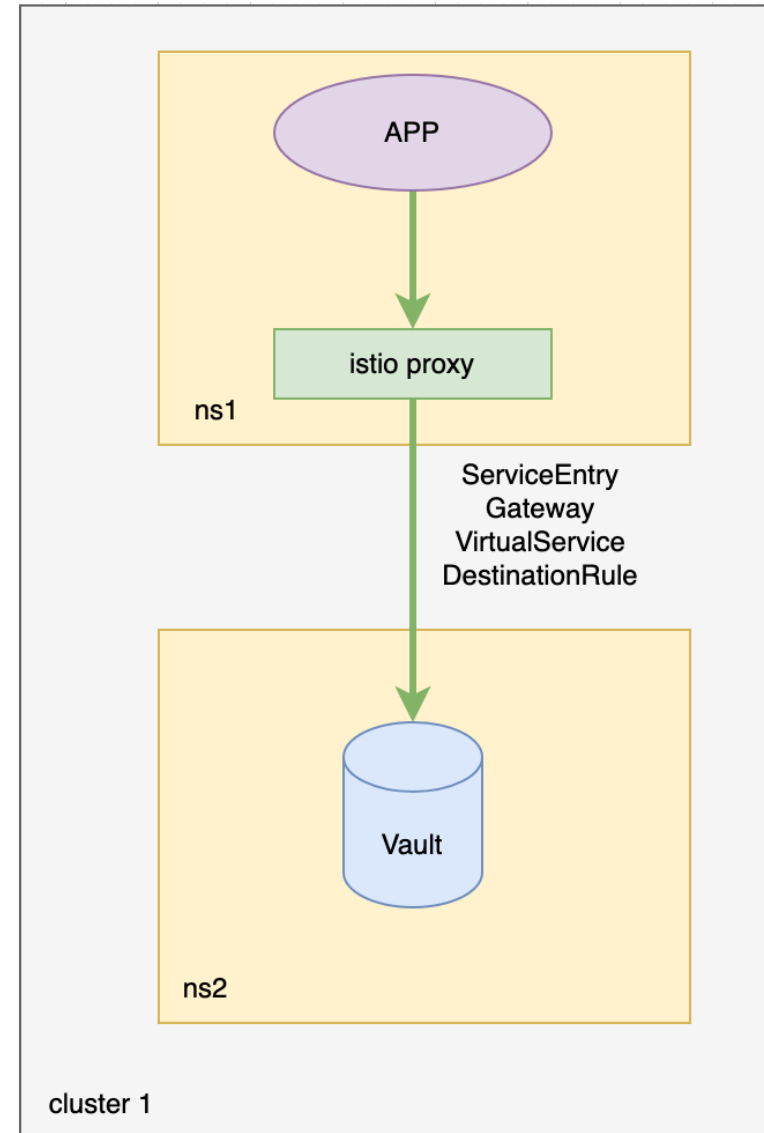 APP
istio proxy
ns1
ServiceEntry
Gateway
VirtualService
DestinationRule
Vault
ns2
cluster 1